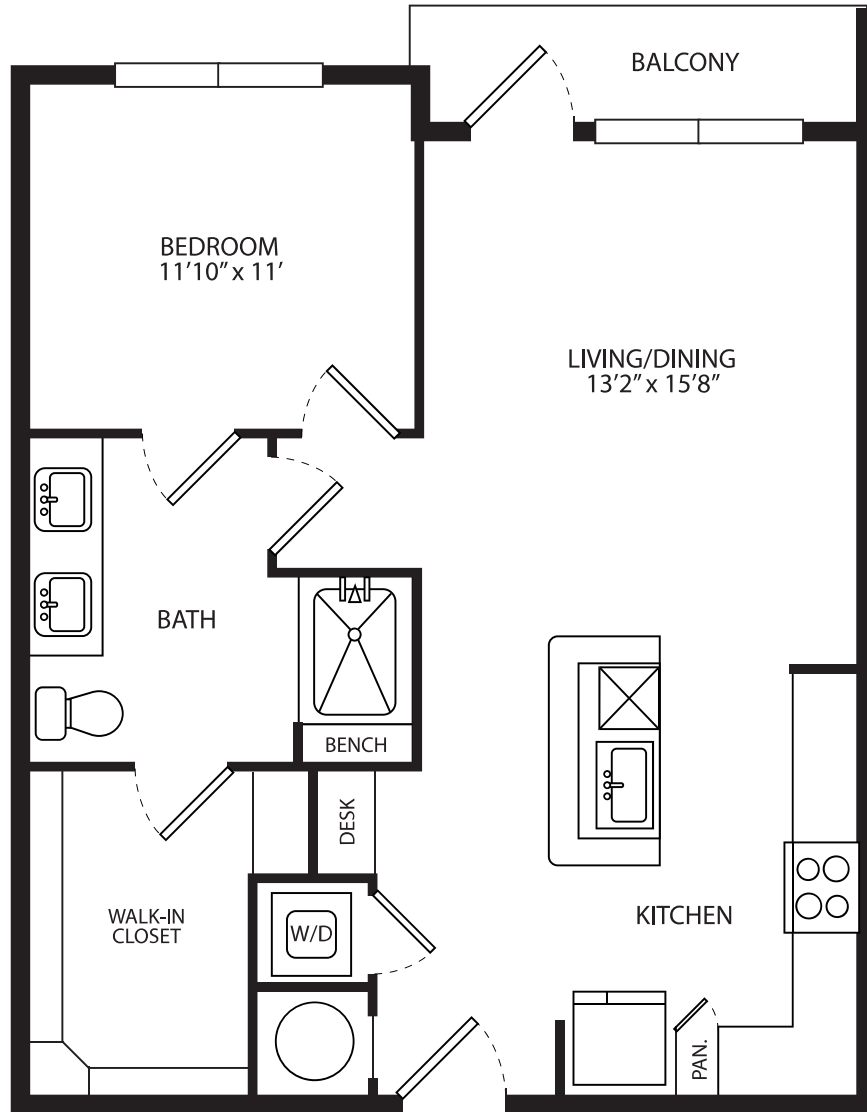 BALCONY
BEDROOM
11’10” x 11’
LIVING/DINING
13’2” x 15’8”
BATH
BENCH
DESK
WALK-IN
CLOSET
W/D
KITCHEN
PAN.